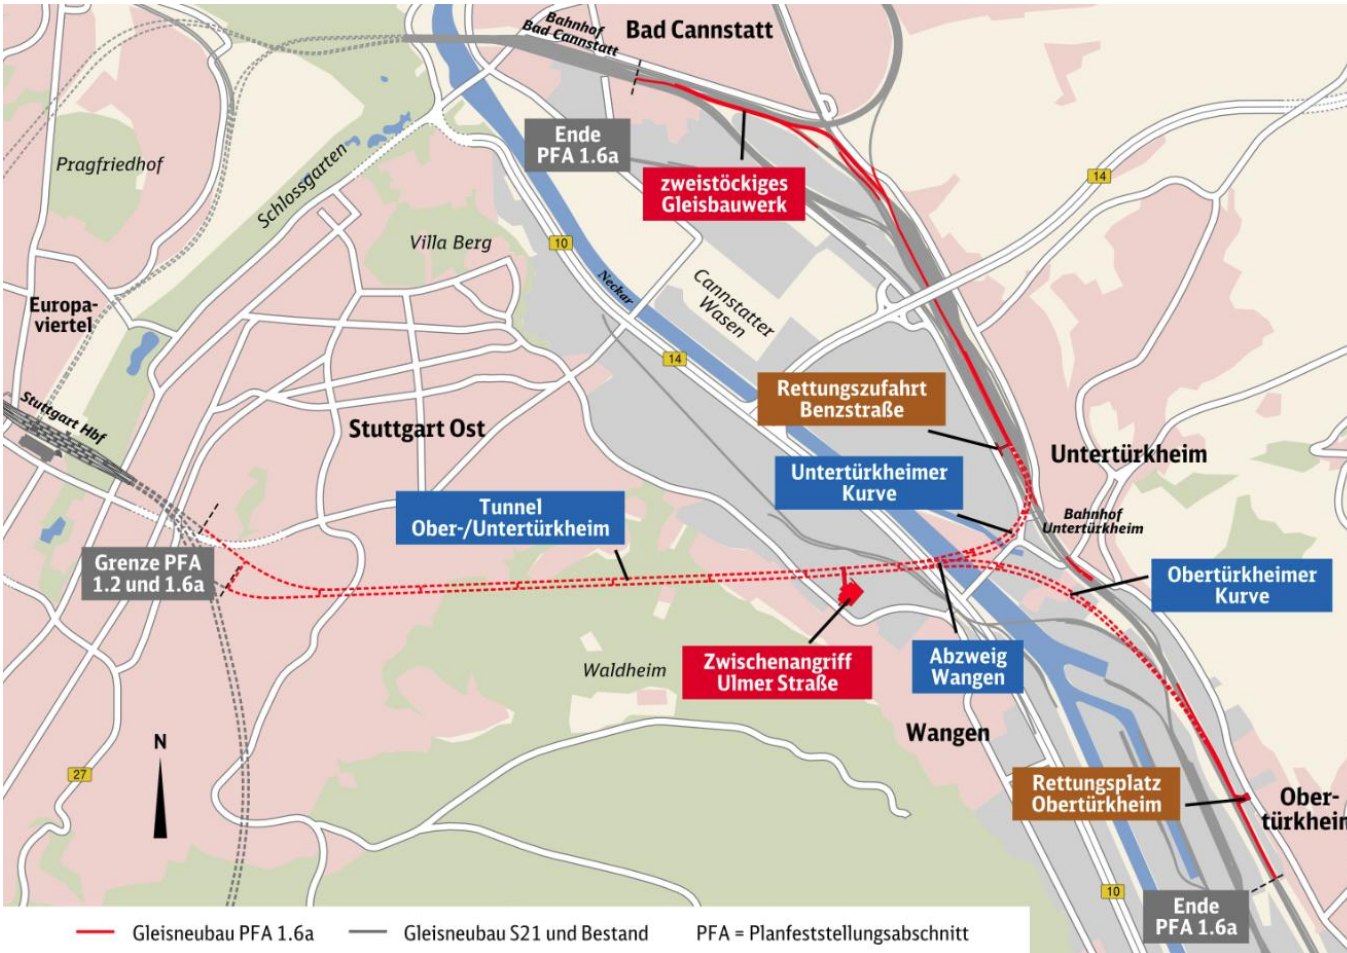 Bahnhof
Bad Cannstatt
Bad Cannstatt
Ende
PFA 1.6a
zweistöckiges
Gleisbauwerk
Pragfriedhof
Schlossgarten
14
Villa Berg
10
Neckar
Cannstatter
Wasen
Europa-
viertel
14
Rettungszufahrt
Benzstraße
Stuttgart Hbf
Stuttgart Ost
Untertürkheim
Untertürkheimer
Kurve
Bahnhof
Untertürkheim
Tunnel
Ober-/Untertürkheim
Grenze PFA
1.2 und 1.6a
Obertürkheimer
Kurve
Zwischenangriff
Ulmer Straße
Abzweig
Wangen
Waldheim
Wangen
N
27
Rettungsplatz
Obertürkheim
Ober-
türkheim
10
Ende
PFA 1.6a
Gleisneubau PFA 1.6a
Gleisneubau S21 und Bestand
PFA = Planfeststellungsabschnitt